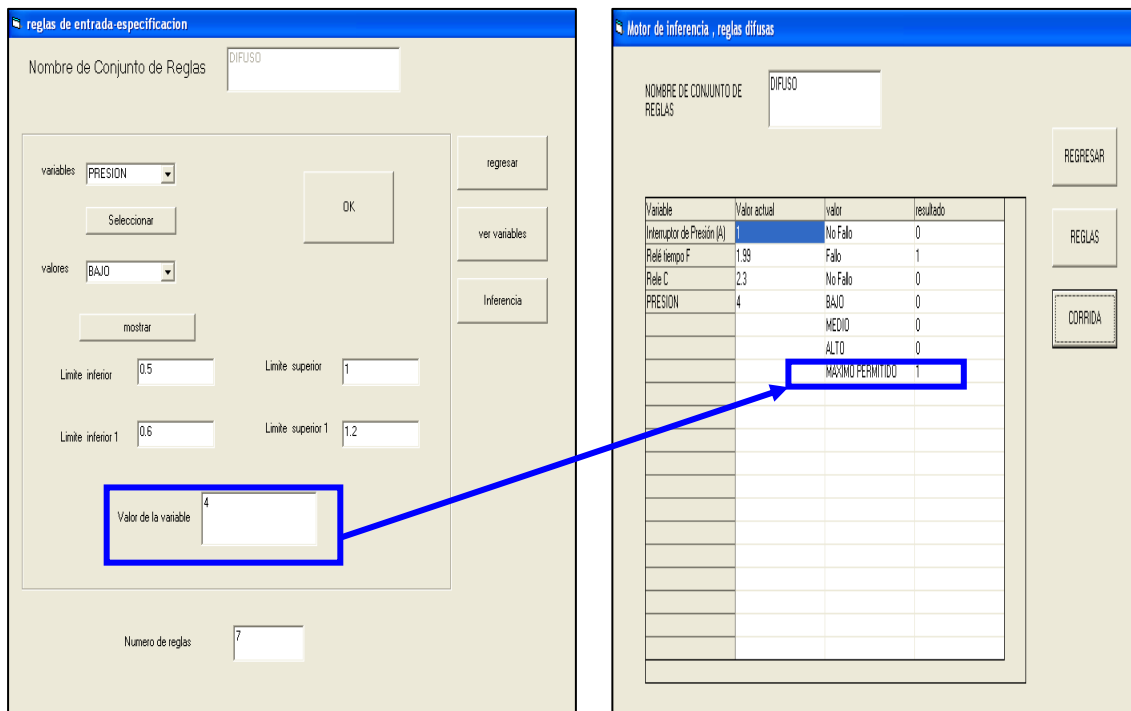 reglas de entrada-especificacion
Nombre de Conjunto de Reglas
DIFUSO
variables
PRESION
Seleccionar
OK
valores
BAJO
mostrar
Limite inferior
0.5
Limite superior
1
Limite inferior 1
0.6
Limite superior 1
1.2
Valor de la variable
4
Numero de reglas
7
regresar
ver variables
Inferencia
Motor de inferencia , reglas difusas
NOMBRE DE CONJUNTO DE
REGLAS
DIFUSO
Variable Valor actual valor resultado
Interruptor de Presión (A) 1 No Fallo 0
Relé tiempo F 1.99 Fallo 1
Rele C 2.3 No Fallo 0
PRESION 4 BAJO 0
MEDIO 0
ALTO 0
MAXIMO PERMITIDO 1
REGRESAR
REGLAS
CORRIDA